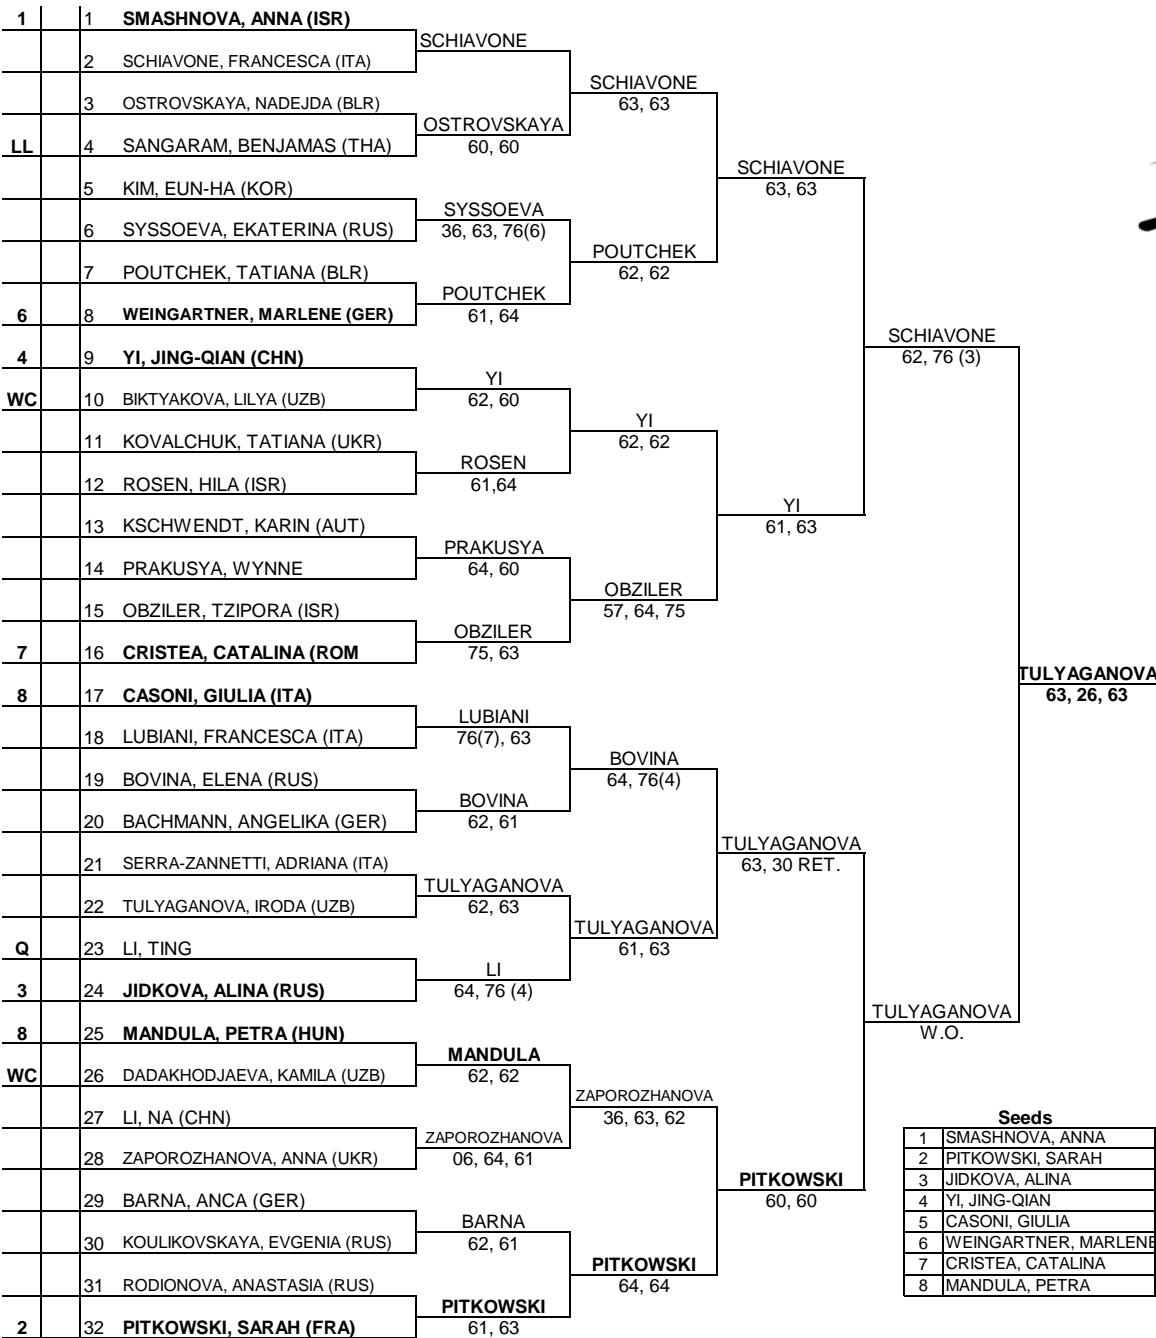 1 1 SMASHNOVA, ANNA (ISR)
SCHIAVONE
2 SCHIAVONE, FRANCESCA (ITA)
SCHIAVONE
3 OSTROVSKAYA, NADEJDA (BLR)
63, 63
OSTROVSKAYA
LL 4 SANGARAM, BENJAMAS (THA)
60, 60
SCHIAVONE
5 KIM, EUN-HA (KOR)
63, 63
SYSSOEVA
6 SYSSOEVA, EKATERINA (RUS)
36, 63, 76(6)
POUTCHEK
7 POUTCHEK, TATIANA (BLR)
62, 62
POUTCHEK
6 8 WEINGARTNER, MARLENE (GER)
61, 64
SCHIAVONE
4 9 YI, JING-QIAN (CHN)
62, 76 (3)
YI
WC 10 BIKTYAKOVA, LILYA (UZB)
62, 60
YI
11 KOVALCHUK, TATIANA (UKR)
62, 62
ROSEN
12 ROSEN, HILA (ISR)
61,64
YI
13 KSCHWENDT, KARIN (AUT)
61, 63
PRAKUSYA
14 PRAKUSYA, WYNNE
64, 60
OBZILER
15 OBZILER, TZIPORA (ISR)
57, 64, 75
OBZILER
7 16 CRISTEA, CATALINA (ROM
75, 63
TULYAGANOVA
8 17 CASONI, GIULIA (ITA)
63, 26, 63
LUBIANI
18 LUBIANI, FRANCESCA (ITA)
76(7), 63
BOVINA
19 BOVINA, ELENA (RUS)
64, 76(4)
BOVINA
20 BACHMANN, ANGELIKA (GER)
62, 61
TULYAGANOVA
21 SERRA-ZANNETTI, ADRIANA (ITA)
63, 30 RET.
TULYAGANOVA
22 TULYAGANOVA, IRODA (UZB)
62, 63
TULYAGANOVA
Q 23 LI, TING
61, 63
LI
3 24 JIDKOVA, ALINA (RUS)
64, 76 (4)
TULYAGANOVA
8 25 MANDULA, PETRA (HUN)
W.O.
MANDULA
WC 26 DADAKHODJAEVA, KAMILA (UZB)
62, 62
ZAPOROZHANOVA
27 LI, NA (CHN)
36, 63, 62
ZAPOROZHANOVA
28 ZAPOROZHANOVA, ANNA (UKR)
06, 64, 61
PITKOWSKI
29 BARNA, ANCA (GER)
60, 60
BARNA
30 KOULIKOVSKAYA, EVGENIA (RUS)
62, 61
PITKOWSKI
31 RODIONOVA, ANASTASIA (RUS)
64, 64
PITKOWSKI
2 32 PITKOWSKI, SARAH (FRA)
61, 63
Seeds
1 SMASHNOVA, ANNA
2 PITKOWSKI, SARAH
3 JIDKOVA, ALINA
4 YI, JING-QIAN
5 CASONI, GIULIA
6 WEINGARTNER, MARLENE
7 CRISTEA, CATALINA
8 MANDULA, PETRA